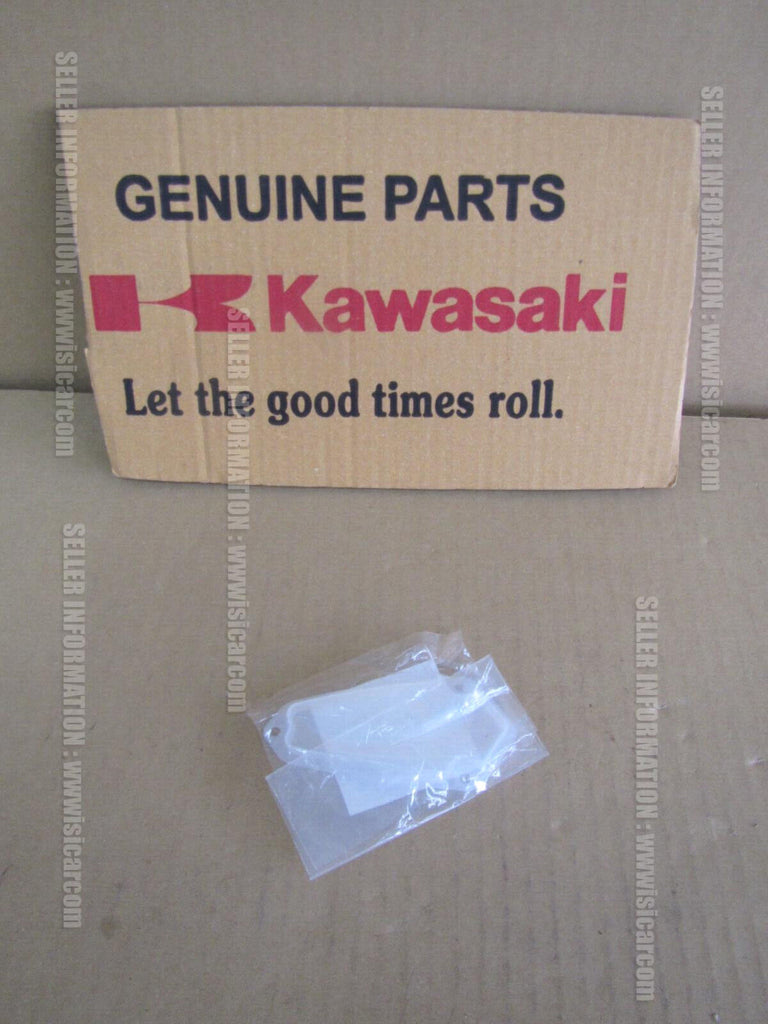 GENUINE PARTS
Kawasaki
Let the good times roll.
SELLER INFORMATION : www.isicar.com
SELLER INFORMATION : www.isicar.com
SELLER INFORMATION : www.isicar.com
SELLER INFORMATION : www.isicar.com
SELLER INFORMATION : www.isicar.com